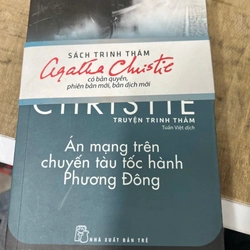 SÁCH TRINH THÁM
Agatha Christie
có bản quyền,
phiên bản mới, bản dịch mới
CHRISTIE
TRUYỆN TRINH THÁM
Tuấn Việt dịch
Án mạng trên
chuyến tàu tốc hành
Phương Đông
NHÀ XUẤT BẢN TRẺ